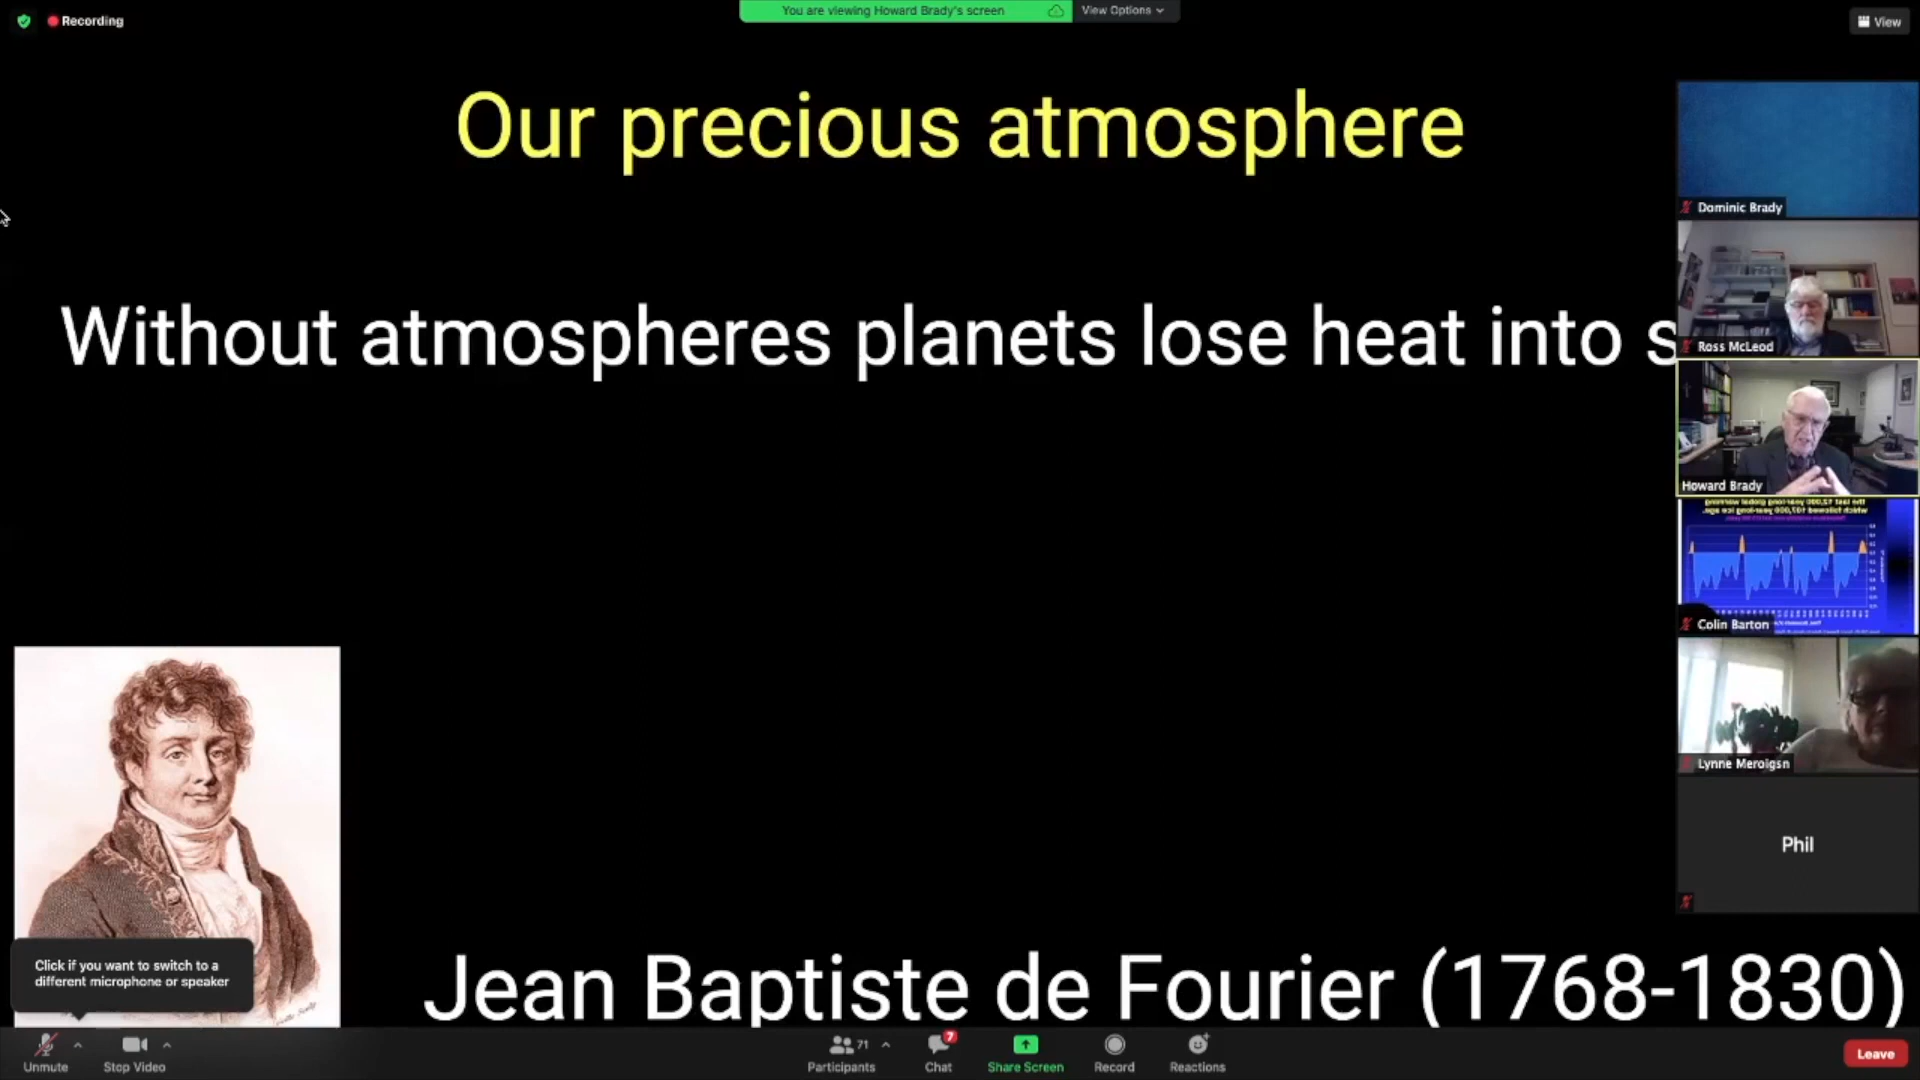 Recording
You are viewing Howard Brady's screen
View Options
View
Our precious atmosphere
Without atmospheres planets lose heat into s
Dominic Brady
Ross McLeod
Howard Brady
Colin Barton
Lynne Meroigsn
Phil
Jean Baptiste de Fourier (1768-1830)
Click if you want to switch to a
different microphone or speaker
Unmute
Stop Video
71
Participants
7
Chat
Share Screen
Record
Reactions
Leave